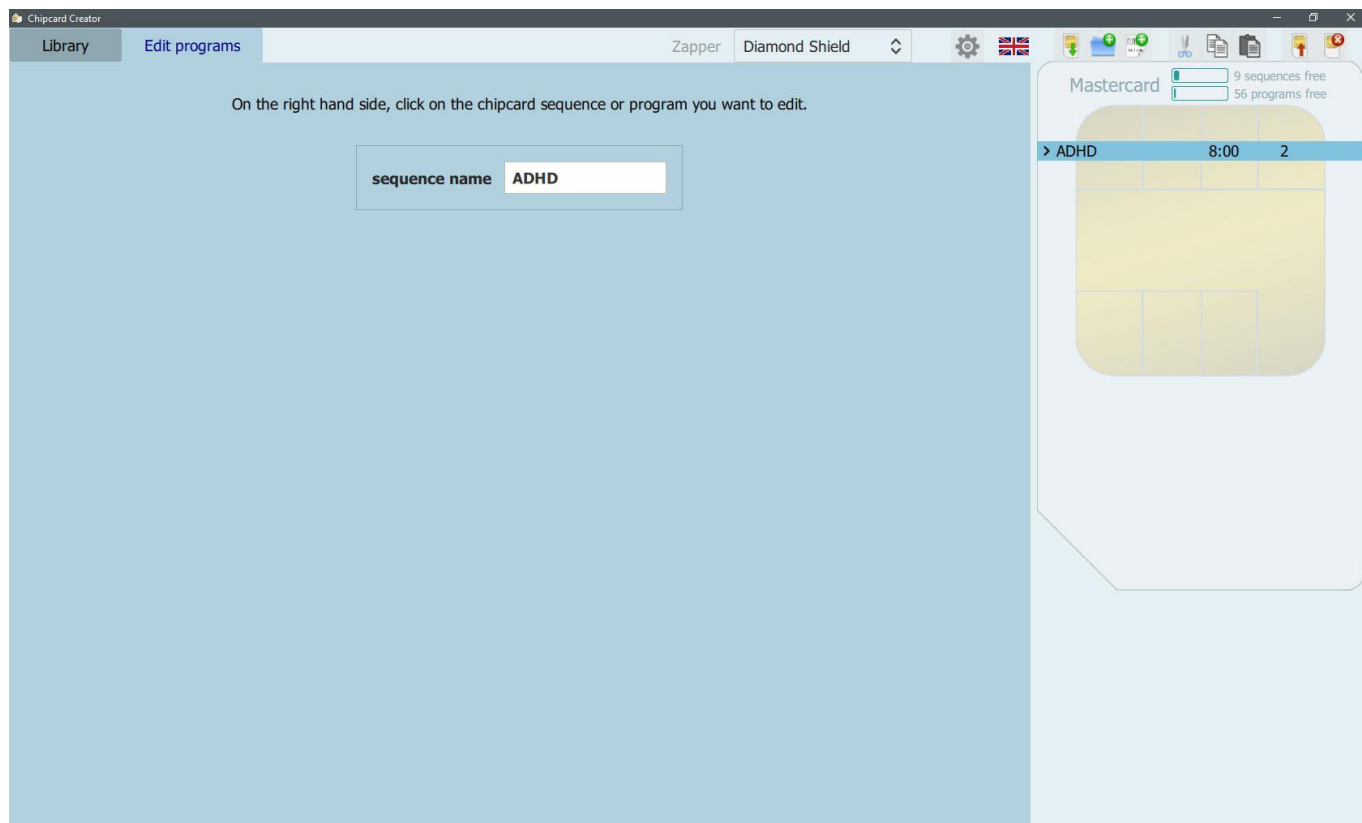 Chipcard Creator
Library Edit programs Zapper Diamond Shield
On the right hand side, click on the chipcard sequence or program you want to edit.
sequence name ADHD
Mastercard
9 sequences free
56 programs free
> ADHD 8:00 2